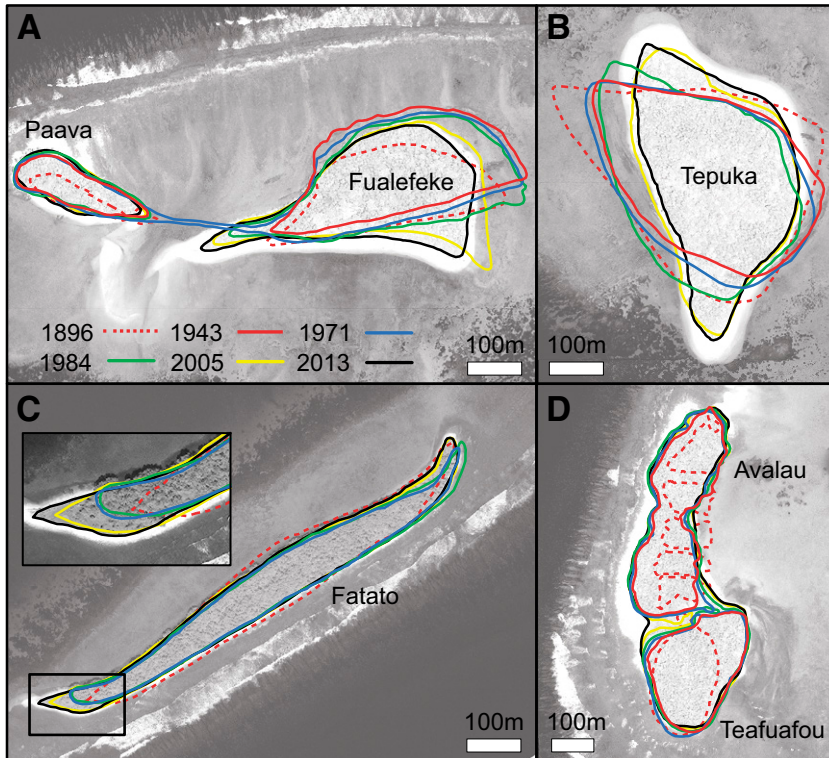 A
Paava
Fualefeke
1896 1943 1971
1984 2005 2013
100m
B
Tepuka
100m
C
Fatato
100m
D
Avalau
Teafuafou
100m